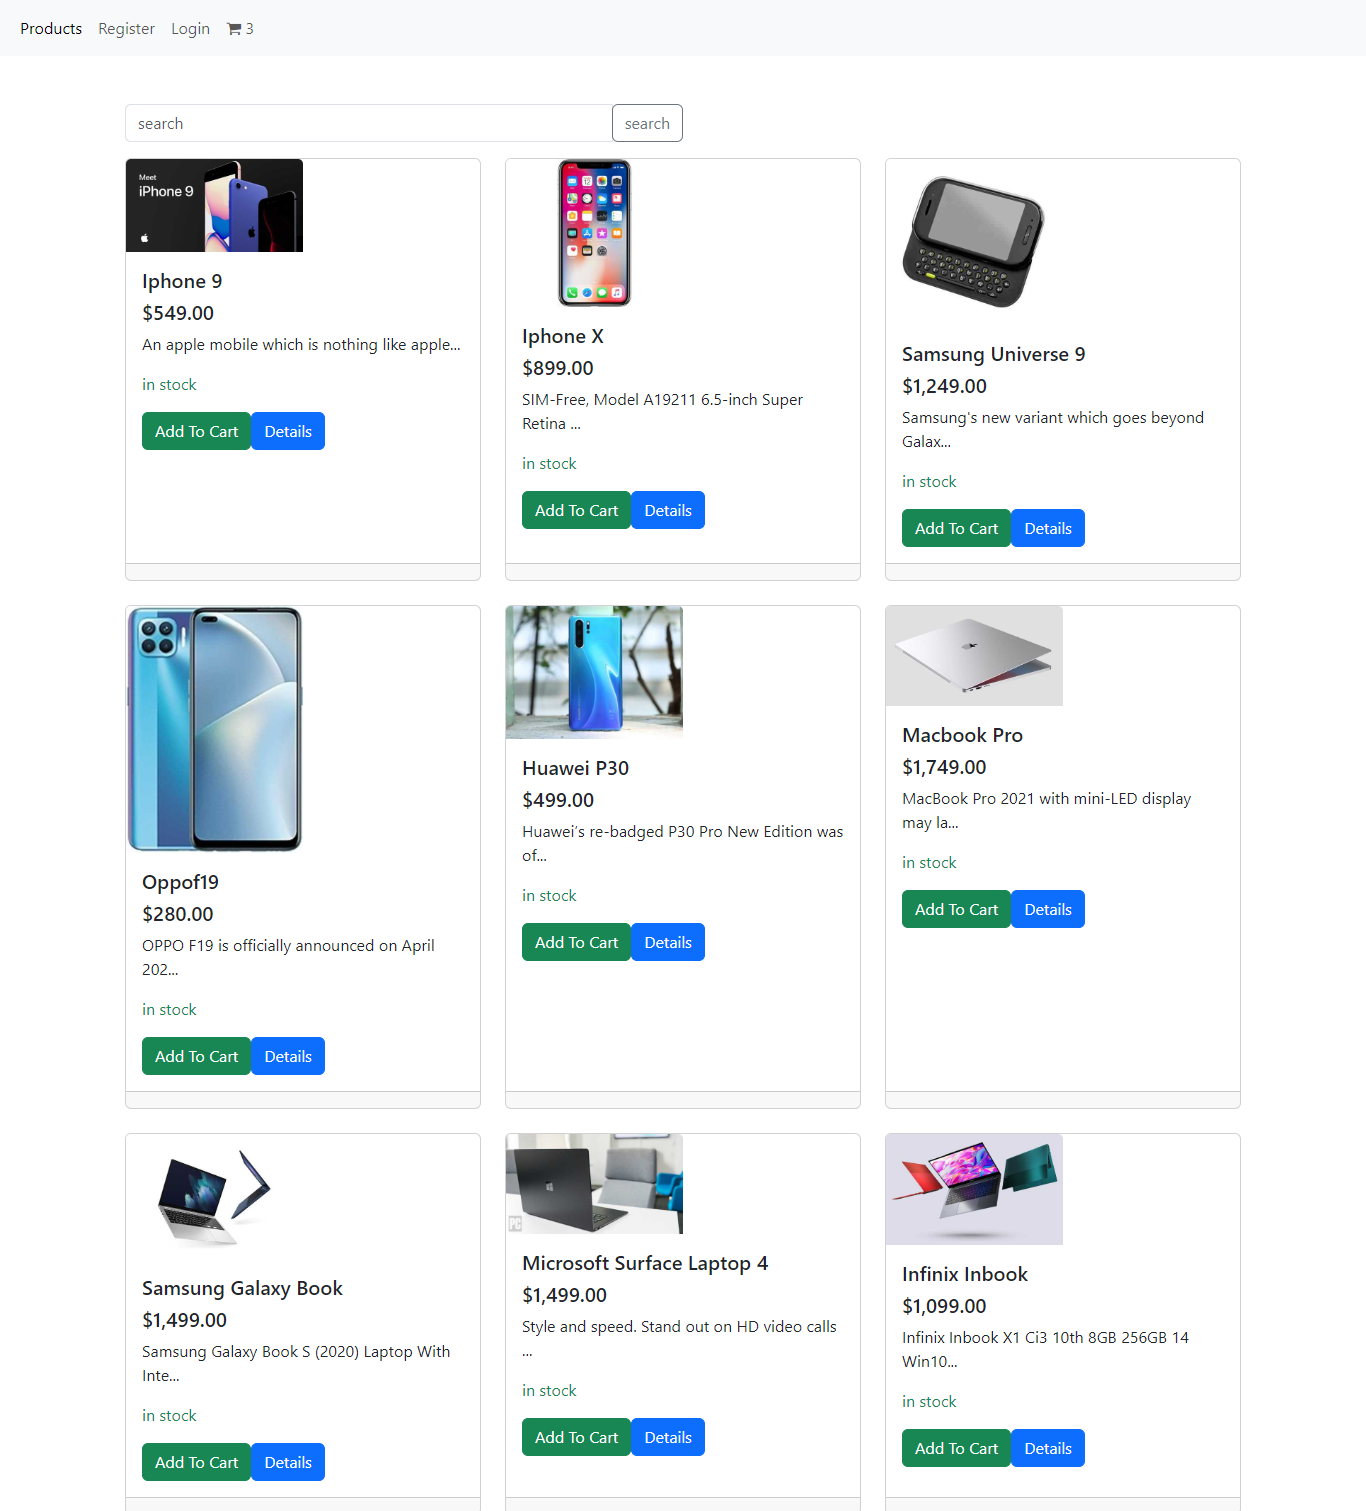 Products Register Login 3
search search
Meet
iPhone 9
Iphone 9
$549.00
An apple mobile which is nothing like apple...
in stock
Add To Cart Details
Iphone X
$899.00
SIM-Free, Model A19211 6.5-inch Super
Retina ...
in stock
Add To Cart Details
Samsung Universe 9
$1,249.00
Samsung's new variant which goes beyond
Galax...
in stock
Add To Cart Details
Oppof19
$280.00
OPPO F19 is officially announced on April
202...
in stock
Add To Cart Details
Huawei P30
$499.00
Huawei’s re-badged P30 Pro New Edition was
of...
in stock
Add To Cart Details
Macbook Pro
$1,749.00
MacBook Pro 2021 with mini-LED display
may la...
in stock
Add To Cart Details
Samsung Galaxy Book
$1,499.00
Samsung Galaxy Book S (2020) Laptop With
Inte...
in stock
Add To Cart Details
PC
Microsoft Surface Laptop 4
$1,499.00
Style and speed. Stand out on HD video calls
...
in stock
Add To Cart Details
Infinix Inbook
$1,099.00
Infinix Inbook X1 Ci3 10th 8GB 256GB 14
Win10...
in stock
Add To Cart Details